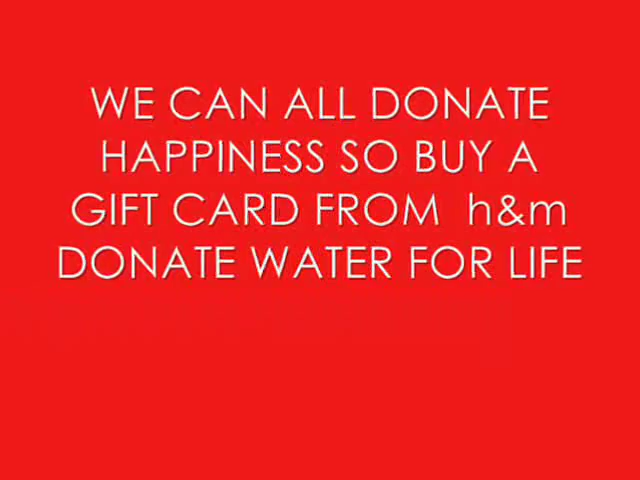 WE CAN ALL DONATE
HAPPINESS SO BUY A
GIFT CARD FROM h&m
DONATE WATER FOR LIFE